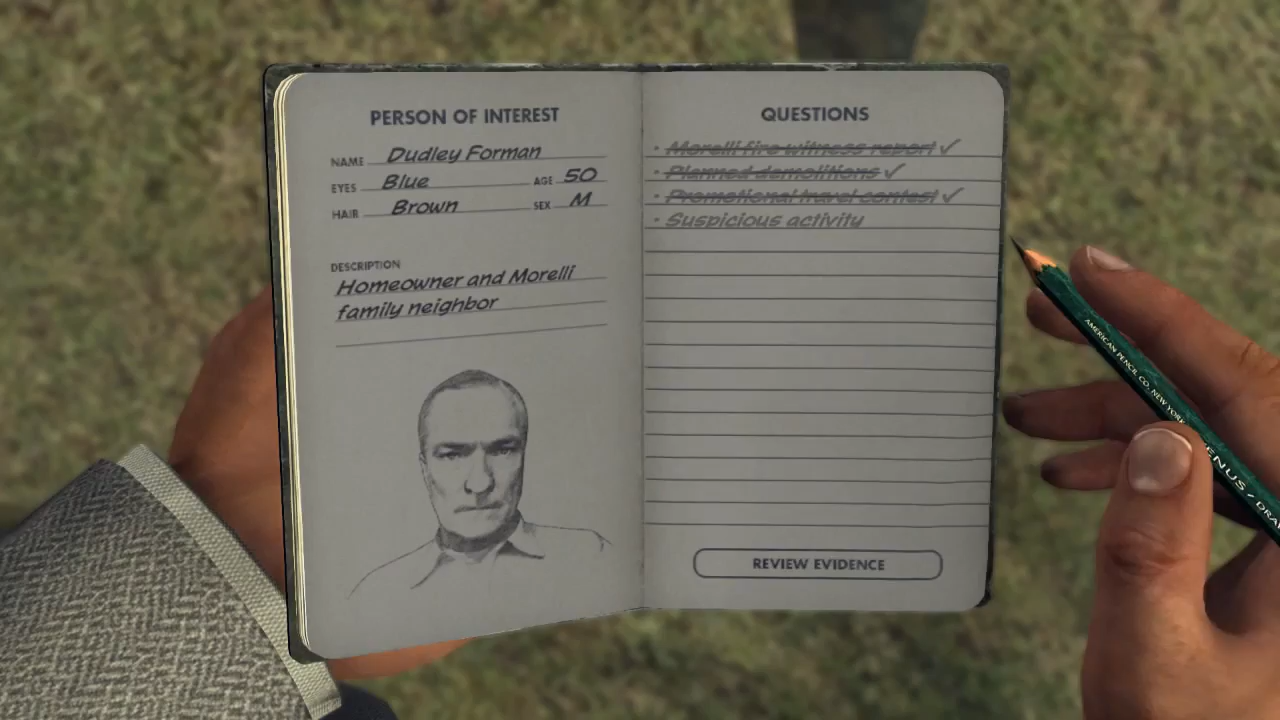 PERSON OF INTEREST
NAME Dudley Forman
EYES Blue AGE 50
HAIR Brown SEX M
DESCRIPTION
Homeowner and Morelli
family neighbor
QUESTIONS
· Morelli fire witness report ✓
· Planned demolitions ✓
· Promotional travel contest ✓
· Suspicious activity
REVIEW EVIDENCE
AMERICAN PENCIL CO. NEW YORK